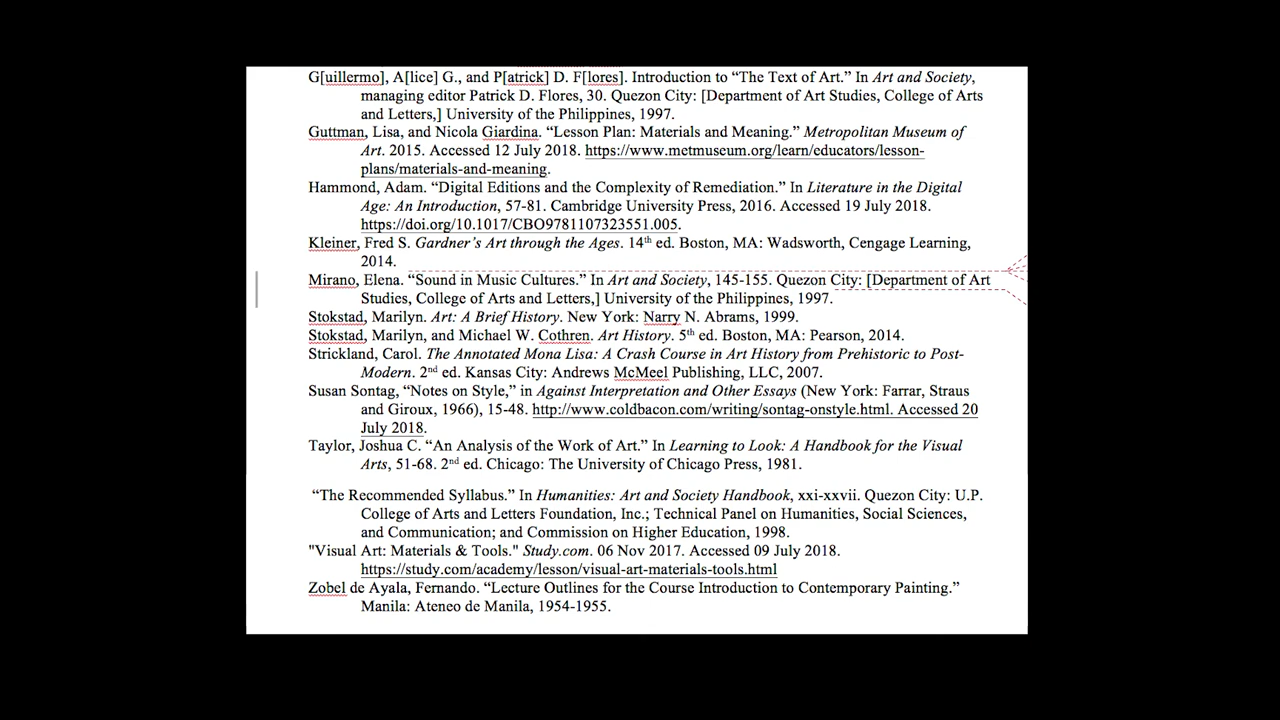 G[uillermo], A[lice] G., and P[atrick] D. F[lores]. Introduction to “The Text of Art.” In Art and Society,
managing editor Patrick D. Flores, 30. Quezon City: [Department of Art Studies, College of Arts
and Letters,] University of the Philippines, 1997.
Guttman, Lisa, and Nicola Giardina. “Lesson Plan: Materials and Meaning.” Metropolitan Museum of
Art. 2015. Accessed 12 July 2018. https://www.metmuseum.org/learn/educators/lesson-
plans/materials-and-meaning.
Hammond, Adam. “Digital Editions and the Complexity of Remediation.” In Literature in the Digital
Age: An Introduction, 57-81. Cambridge University Press, 2016. Accessed 19 July 2018.
https://doi.org/10.1017/CBO9781107323551.005.
Kleiner, Fred S. Gardner’s Art through the Ages. 14th ed. Boston, MA: Wadsworth, Cengage Learning,
2014.
Mirano, Elena. “Sound in Music Cultures.” In Art and Society, 145-155. Quezon City: [Department of Art
Studies, College of Arts and Letters,] University of the Philippines, 1997.
Stokstad, Marilyn. Art: A Brief History. New York: Narry N. Abrams, 1999.
Stokstad, Marilyn, and Michael W. Cothren. Art History. 5th ed. Boston, MA: Pearson, 2014.
Strickland, Carol. The Annotated Mona Lisa: A Crash Course in Art History from Prehistoric to Post-
Modern. 2nd ed. Kansas City: Andrews McMeel Publishing, LLC, 2007.
Susan Sontag, “Notes on Style,” in Against Interpretation and Other Essays (New York: Farrar, Straus
and Giroux, 1966), 15-48. http://www.coldbacon.com/writing/sontag-onstyle.html. Accessed 20
July 2018.
Taylor, Joshua C. “An Analysis of the Work of Art.” In Learning to Look: A Handbook for the Visual
Arts, 51-68. 2nd ed. Chicago: The University of Chicago Press, 1981.
“The Recommended Syllabus.” In Humanities: Art and Society Handbook, xxi-xxvii. Quezon City: U.P.
College of Arts and Letters Foundation, Inc.; Technical Panel on Humanities, Social Sciences,
and Communication; and Commission on Higher Education, 1998.
"Visual Art: Materials & Tools." Study.com. 06 Nov 2017. Accessed 09 July 2018.
https://study.com/academy/lesson/visual-art-materials-tools.html
Zobel de Ayala, Fernando. “Lecture Outlines for the Course Introduction to Contemporary Painting.”
Manila: Ateneo de Manila, 1954-1955.